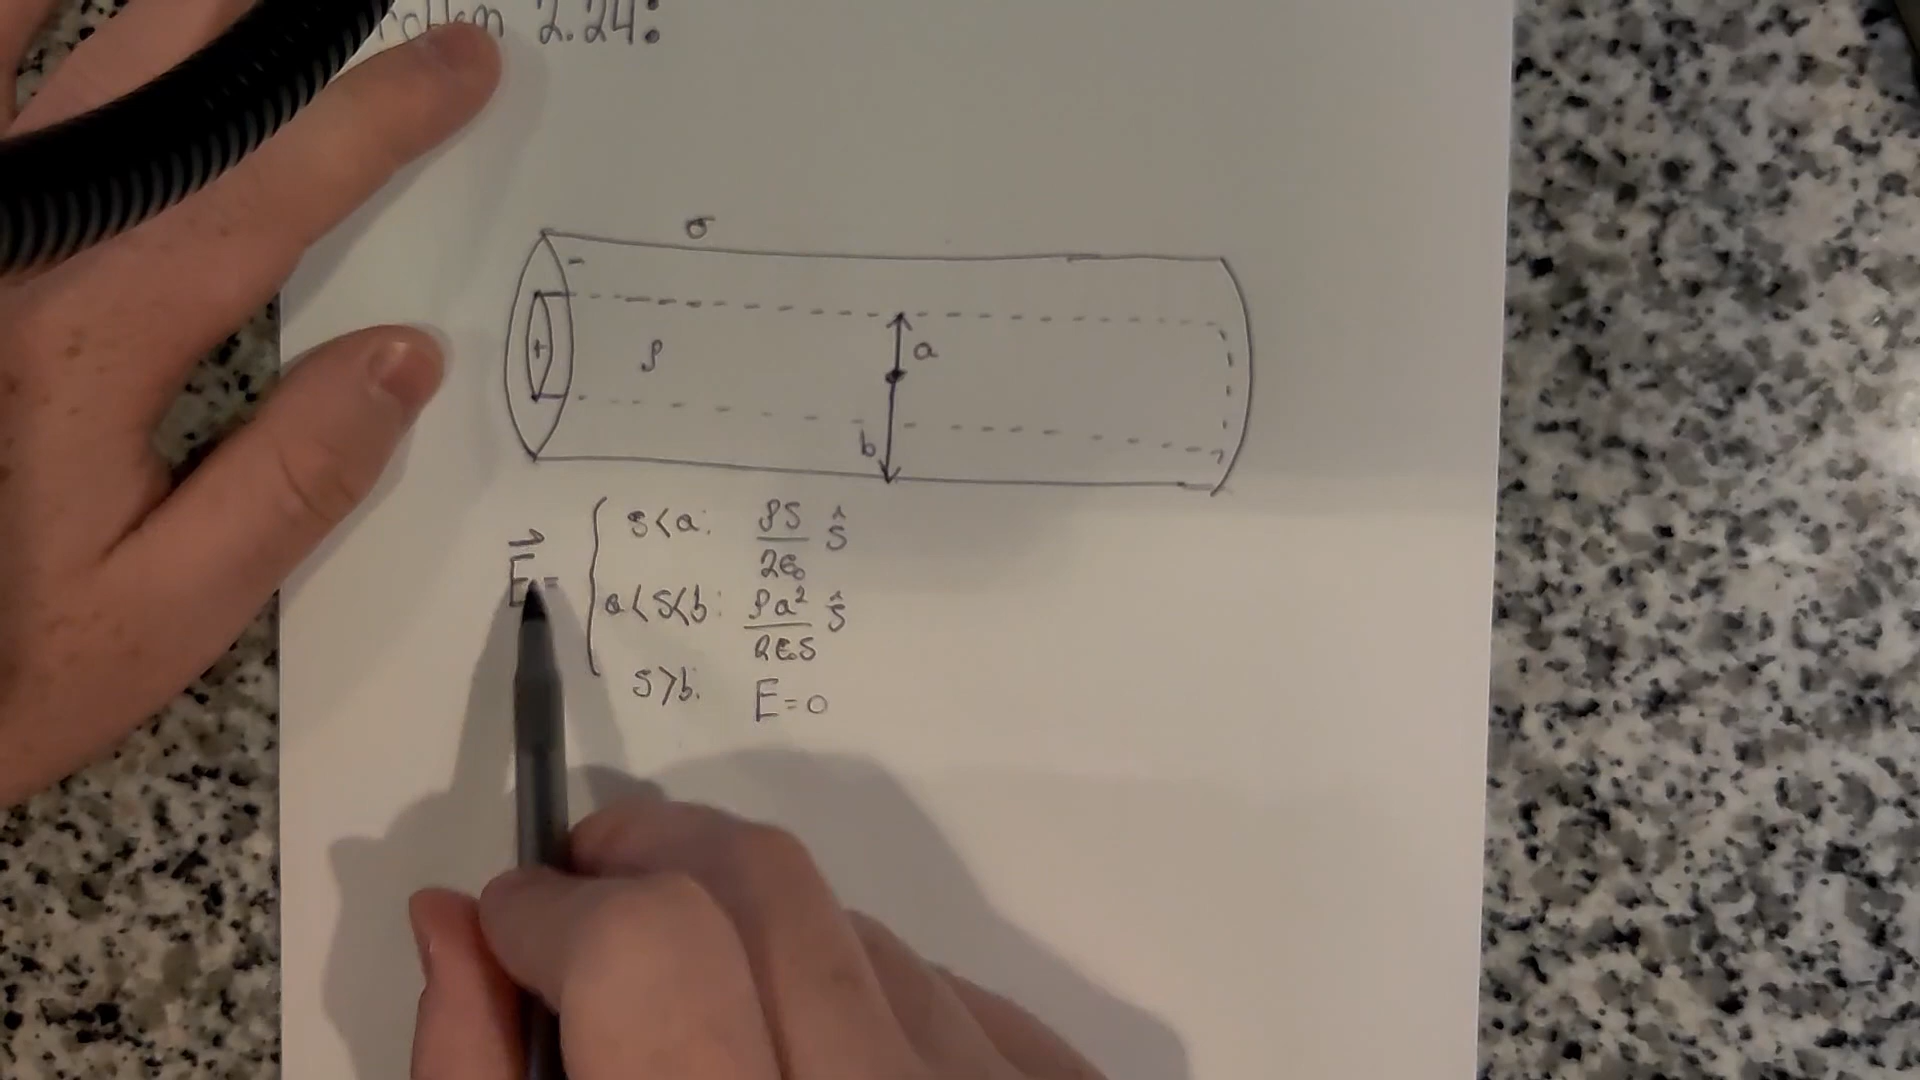 2.24:
σ
-
+
ρ
a
b
E⃗ =
s<a: ρs/2ε₀ ŝ
a<s<b: ρa²/2ε₀s ŝ
s>b: E=0